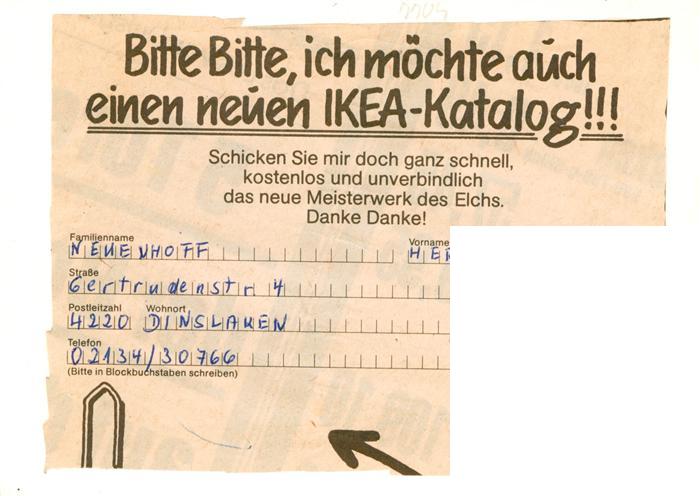 Bitte Bitte, ich möchte auch
einen neuen IKEA-Katalog!!!
Schicken Sie mir doch ganz schnell,
kostenlos und unverbindlich
das neue Meisterwerk des Elchs.
Danke Danke!
Familienname Vorname
NEUENHOFF HER
Straße
Gertrudenstr 4
Postleitzahl Wohnort
4220 DINSLAKEN
Telefon
02134/30766
(Bitte in Blockbuchstaben schreiben)